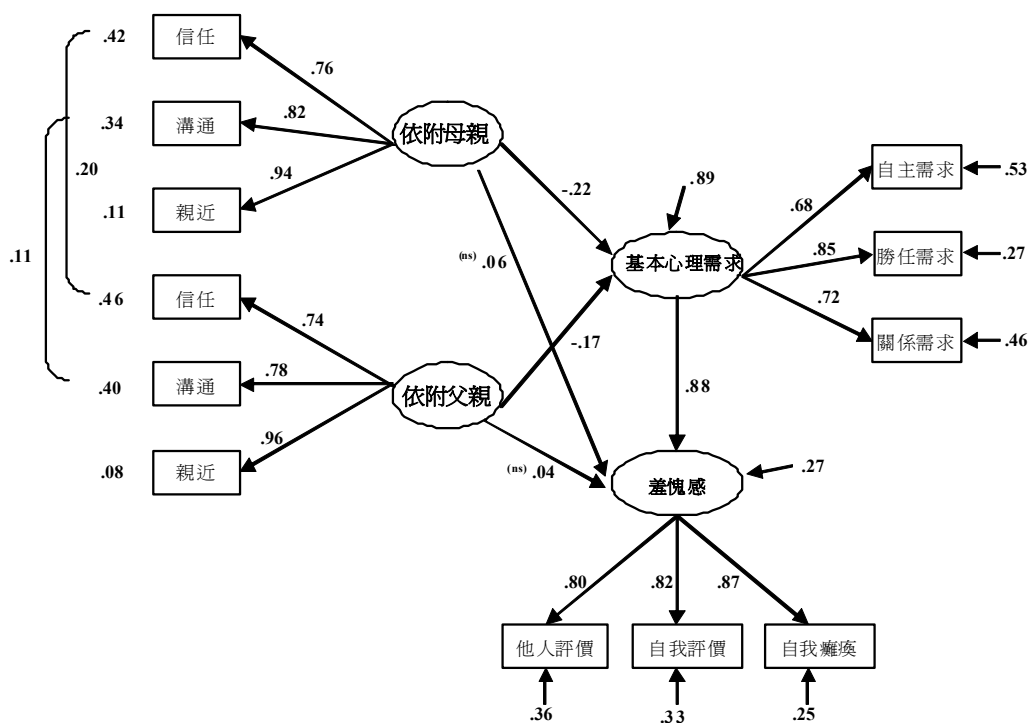 .42
信任
.76
.34
溝通
.82
依附母親
.20
.94
.11
親近
-.22
.89
自主需求
.53
.68
.11
(ns) .06
基本心理需求
.85
勝任需求
.27
.46
信任
.72
關係需求
.46
.74
-.17
.40
溝通
.78
依附父親
.88
.96
.08
親近
(ns) .04
羞愧感
.27
.80
.82
.87
他人評價
自我評價
自我癱瘓
.36
.33
.25